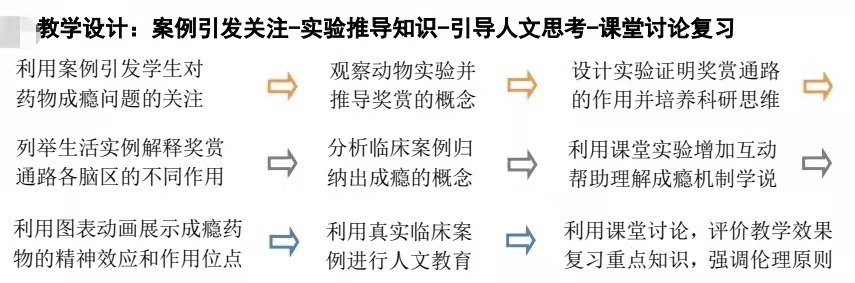 教学设计：案例引发关注-实验推导知识-引导人文思考-课堂讨论复习
利用案例引发学生对
药物成瘾问题的关注
观察动物实验并
推导奖赏的概念
设计实验证明奖赏通路
的作用并培养科研思维
列举生活实例解释奖赏
通路各脑区的不同作用
分析临床案例归
纳出成瘾的概念
利用课堂实验增加互动
帮助理解成瘾机制学说
利用图表动画展示成瘾药
物的精神效应和作用位点
利用真实临床案
例进行人文教育
利用课堂讨论，评价教学效果
复习重点知识，强调伦理原则